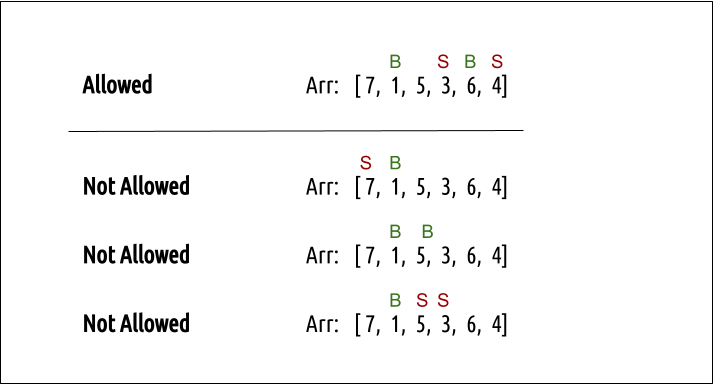 B S B S
Allowed Arr: [ 7, 1, 5, 3, 6, 4]
S B
Not Allowed Arr: [ 7, 1, 5, 3, 6, 4]
B B
Not Allowed Arr: [ 7, 1, 5, 3, 6, 4]
B S S
Not Allowed Arr: [ 7, 1, 5, 3, 6, 4]